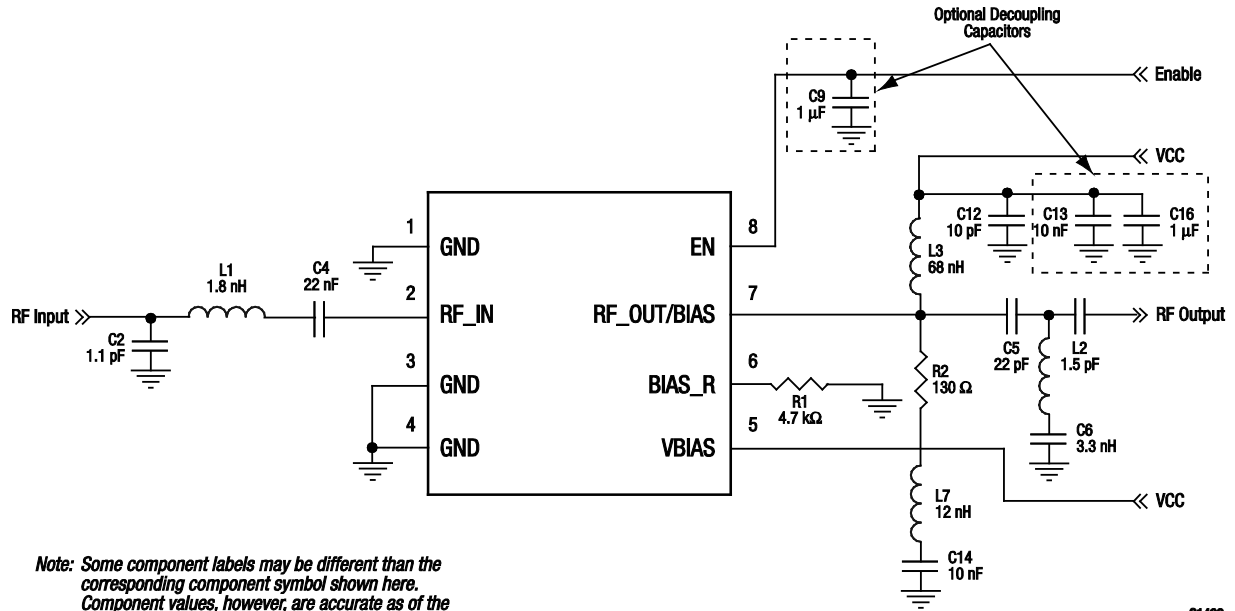 Optional Decoupling
Capacitors
Enable
C9
1 µF
VCC
C12
10 pF
C13
10 nF
C16
1 µF
1
GND
8
EN
L3
68 nH
L1
1.8 nH
C4
22 nF
2
RF_IN
7
RF_OUT/BIAS
RF Input
C2
1.1 pF
RF Output
C5
22 pF
L2
1.5 pF
3
GND
6
BIAS_R
R1
4.7 kΩ
R2
130 Ω
4
GND
5
VBIAS
C6
3.3 nH
VCC
L7
12 nH
C14
10 nF
Note: Some component labels may be different than the
corresponding component symbol shown here.
Component values, however, are accurate as of the